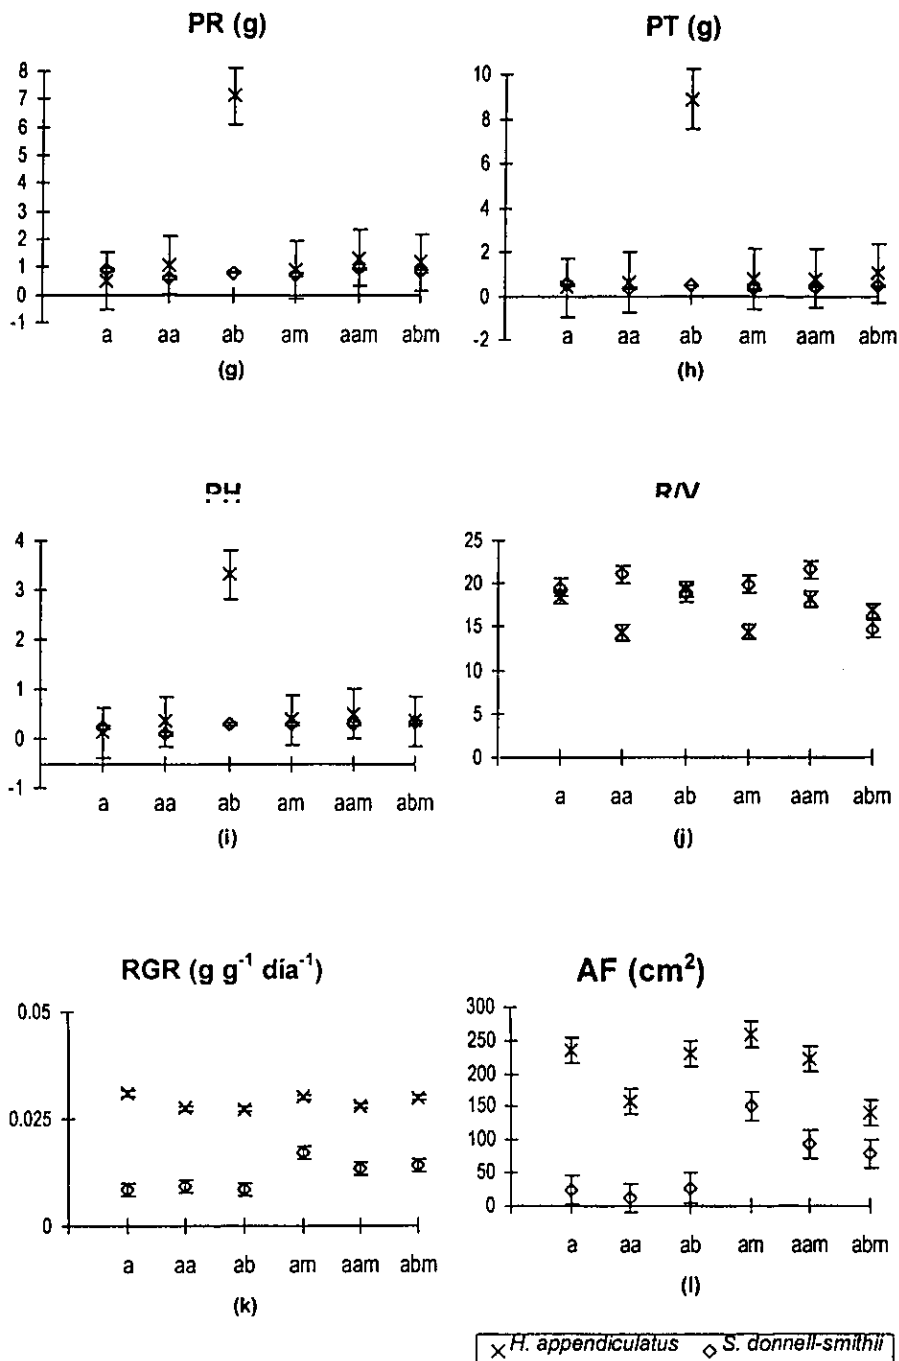 PR (g)
8
7
6
5
4
3
2
1
0
-1
a aa ab am aam abm
(g)
PT (g)
10
8
6
4
2
0
-2
a aa ab am aam abm
(h)
PH
4
3
2
1
0
-1
a aa ab am aam abm
(i)
R/V
25
20
15
10
5
0
a aa ab am aam abm
(j)
RGR (g g⁻¹ día⁻¹)
0.05
0.025
0
a aa ab am aam abm
(k)
AF (cm²)
300
250
200
150
100
50
0
a aa ab am aam abm
(l)
H. appendiculatus S. donnell-smithii